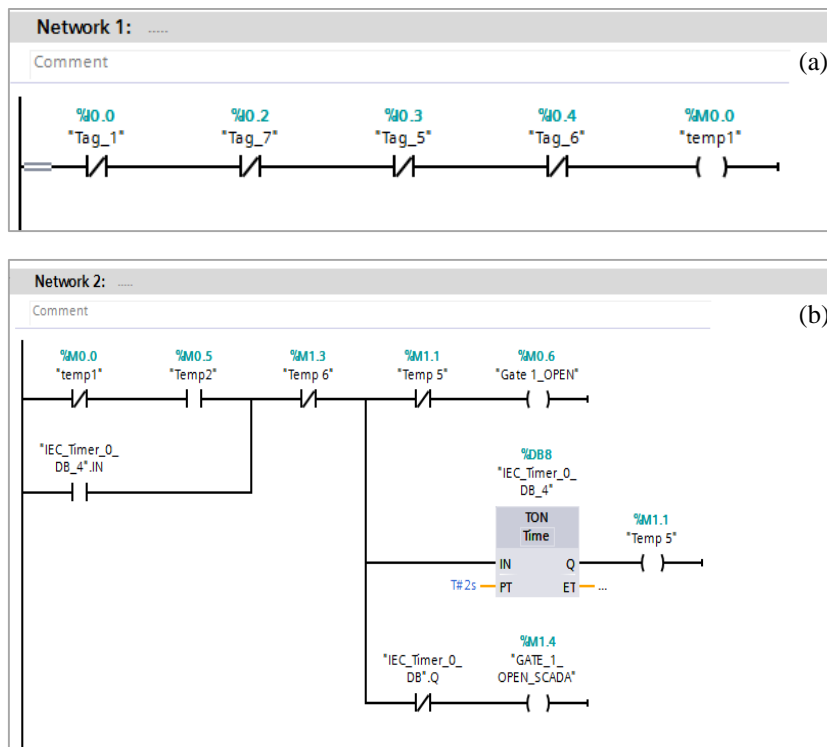 Network 1: .....
Comment
(a)
%I0.0 %I0.2 %I0.3 %I0.4 %M0.0
"Tag_1" "Tag_7" "Tag_5" "Tag_6" "temp1"
Network 2: .....
Comment
(b)
%M0.0 %M0.5 %M1.3 %M1.1 %M0.6
"temp1" "Temp2" "Temp 6" "Temp 5" "Gate 1_OPEN"
"IEC_Timer_0_
DB_4".IN
%DB8
"IEC_Timer_0_
DB_4"
TON
Time
%M1.1
"Temp 5"
IN Q
T#2s PT ET ...
%M1.4
"IEC_Timer_0_
DB".Q
"GATE_1_
OPEN_SCADA"